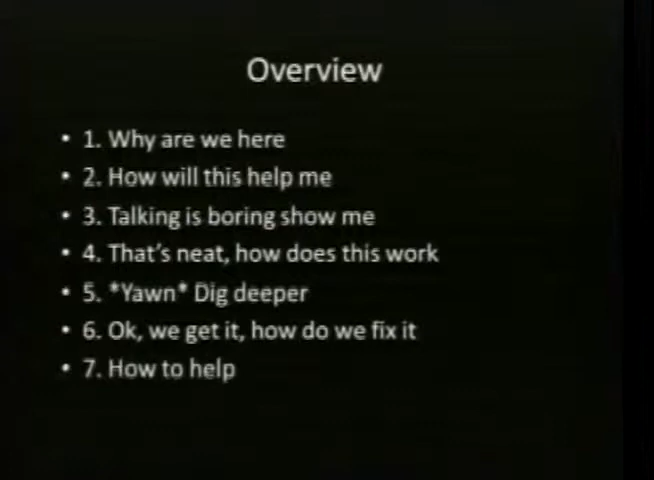 Overview
• 1. Why are we here
• 2. How will this help me
• 3. Talking is boring show me
• 4. That's neat, how does this work
• 5. *Yawn* Dig deeper
• 6. Ok, we get it, how do we fix it
• 7. How to help